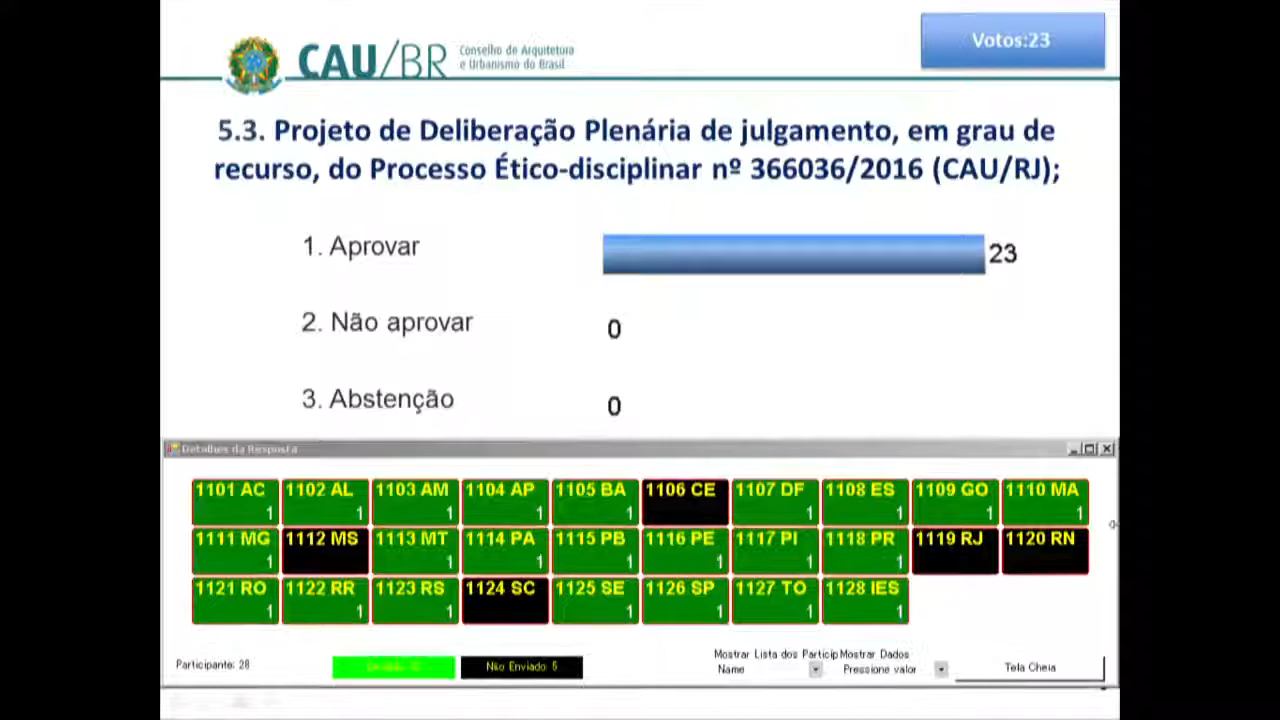 CAU/BR Conselho de Arquitetura
e Urbanismo do Brasil
Votos:23
5.3. Projeto de Deliberação Plenária de julgamento, em grau de
recurso, do Processo Ético-disciplinar nº 366036/2016 (CAU/RJ);
1. Aprovar 23
2. Não aprovar 0
3. Abstenção 0
Detalhes da Resposta
1101 AC 1102 AL 1103 AM 1104 AP 1105 BA 1106 CE 1107 DF 1108 ES 1109 GO 1110 MA
1 1 1 1 1 1 1 1 1
1111 MG 1112 MS 1113 MT 1114 PA 1115 PB 1116 PE 1117 PI 1118 PR 1119 RJ 1120 RN
1 1 1 1 1 1 1
1121 RO 1122 RR 1123 RS 1124 SC 1125 SE 1126 SP 1127 TO 1128 IES
1 1 1 1 1 1 1
Participante: 28
Não Enviado: 5
Mostrar Lista dos Particip Mostrar Dados
Name Pressione valor
Tela Cheia